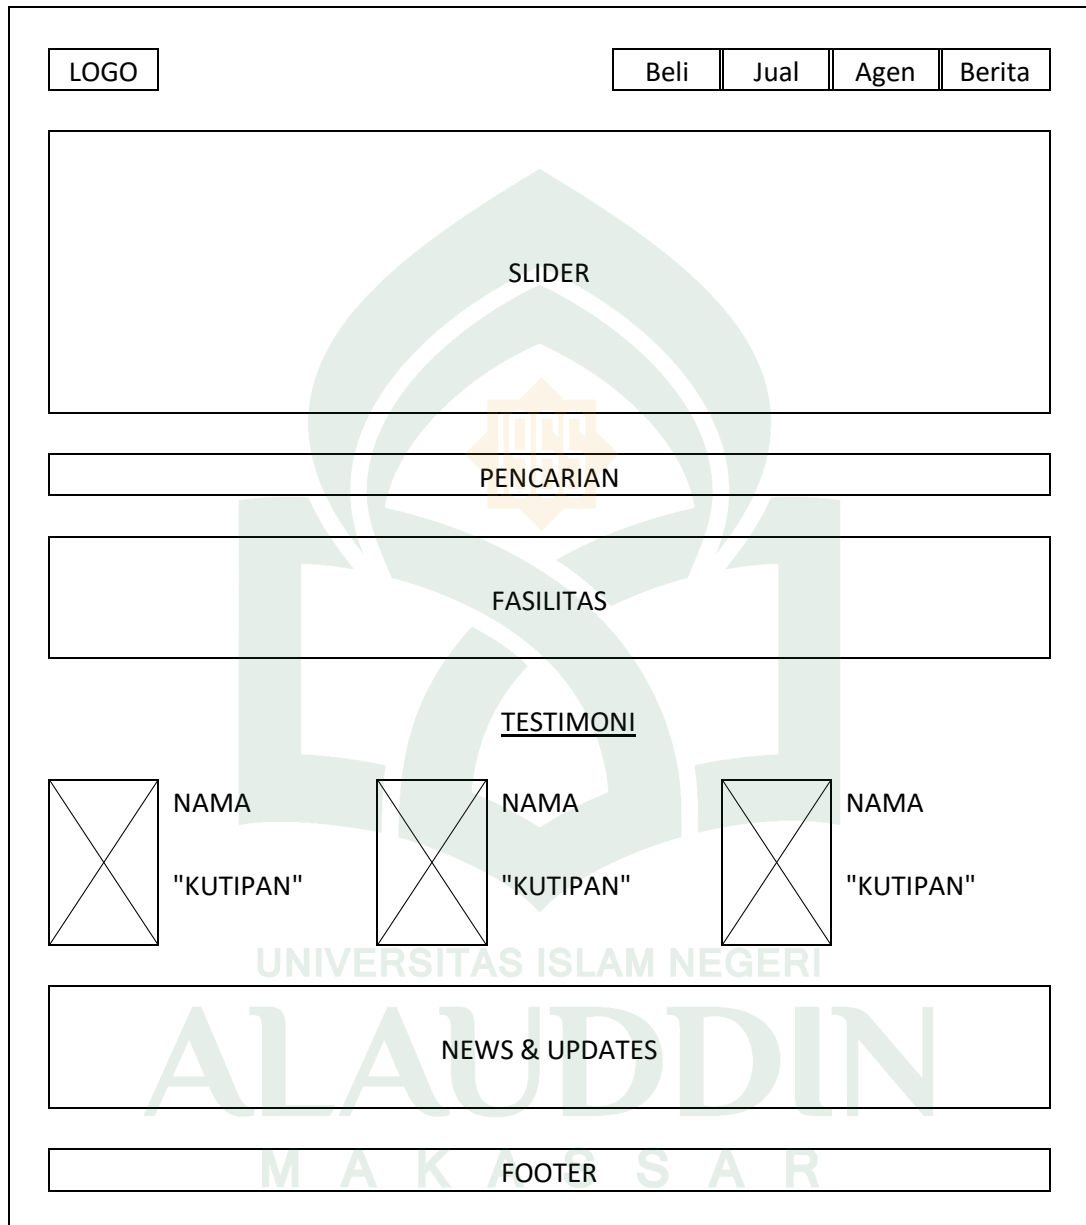 LOGO Beli Jual Agen Berita
SLIDER
PENCARIAN
FASILITAS
TESTIMONI
NAMA NAMA NAMA
"KUTIPAN" "KUTIPAN" "KUTIPAN"
UNIVERSITAS ISLAM NEGERI
NEWS & UPDATES
ALAUDDIN
MAKASSAR
FOOTER